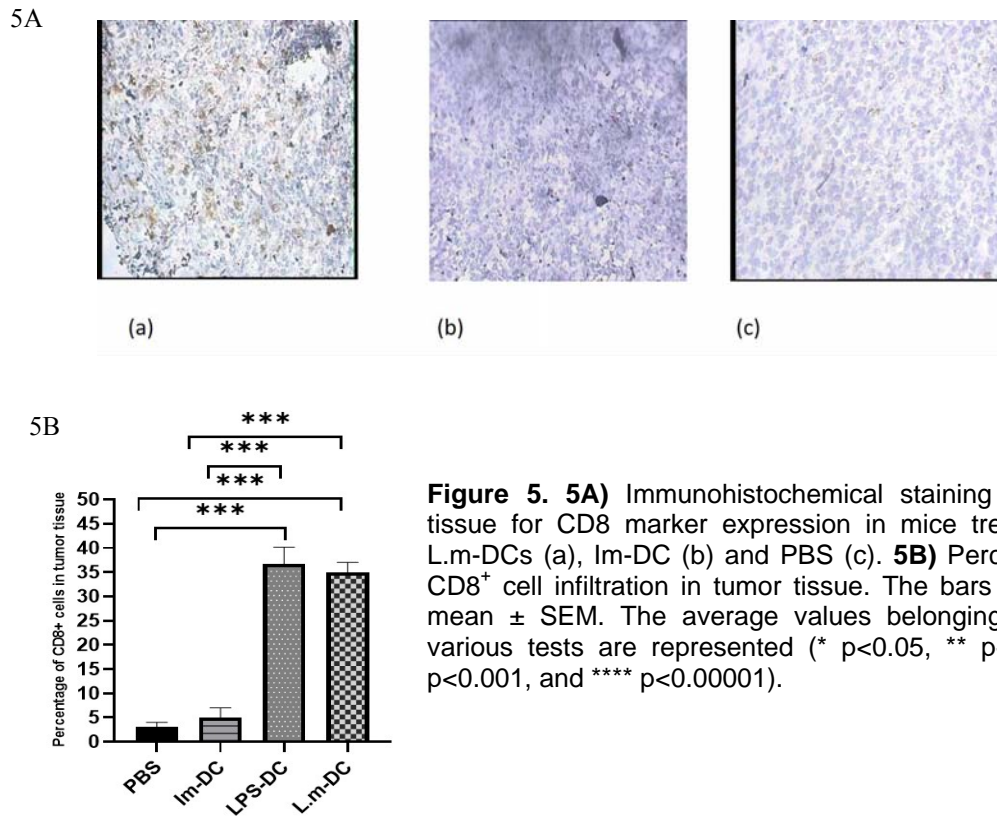 5A
(a) (b) (c)
5B
***
***
***
***
Percentage of CD8+ cells in tumor tissue
50
45
40
35
30
25
20
15
10
5
0
PBS Im-DC LPS-DC L.m-DC
Figure 5. 5A) Immunohistochemical staining
tissue for CD8 marker expression in mice
L.m-DCs (a), Im-DC (b) and PBS (c). 5B)
CD8⁺ cell infiltration in tumor tissue. The bars
mean ± SEM. The average values belonging
various tests are represented (* p<0.05, **
p<0.001, and **** p<0.00001).